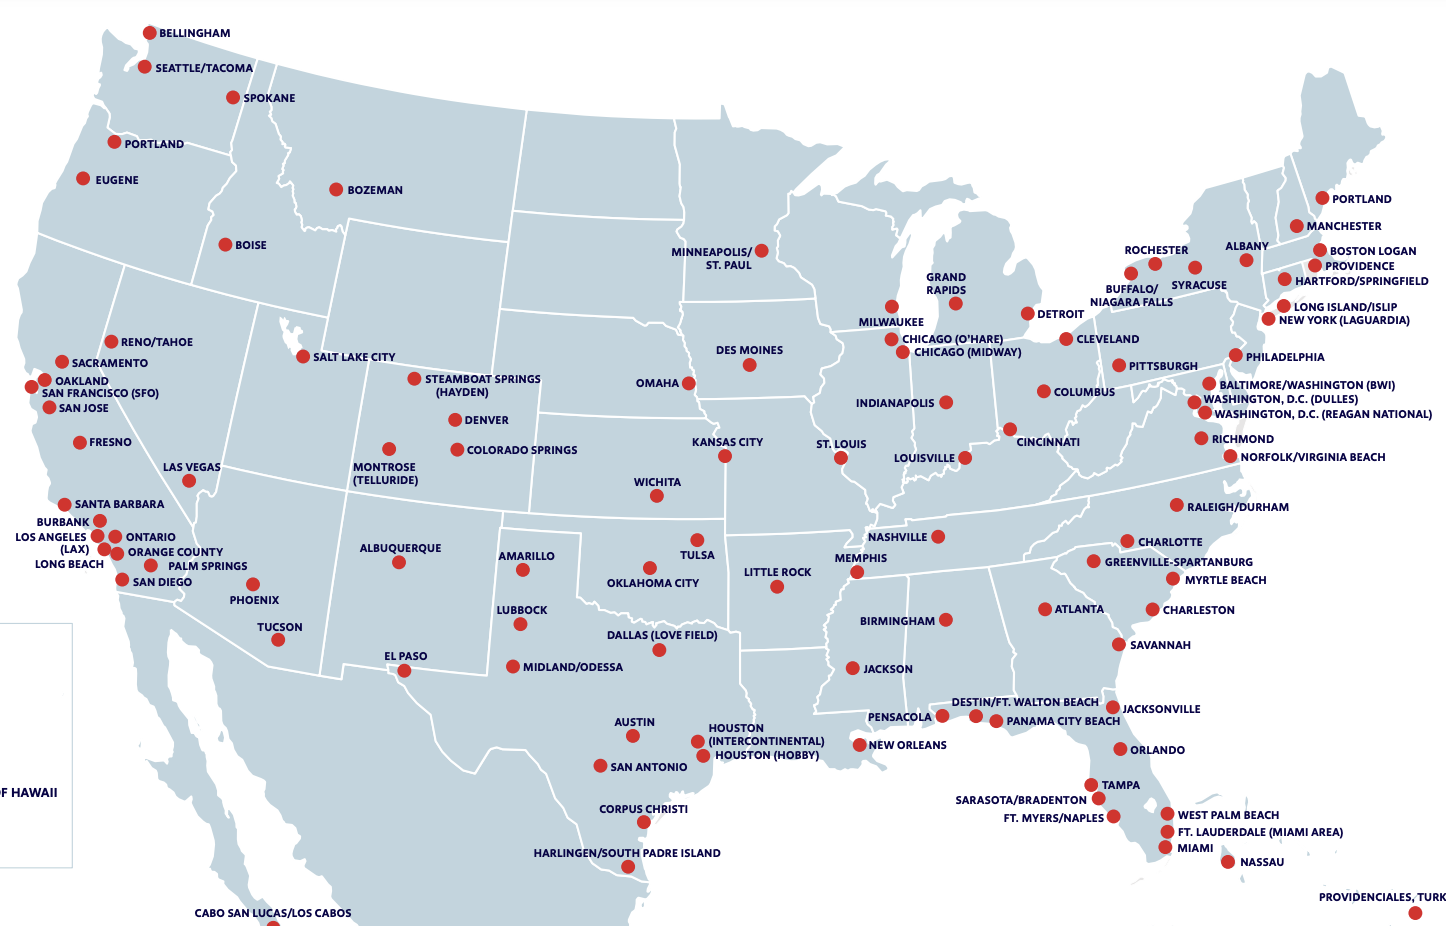 BELLINGHAM
SEATTLE/TACOMA
SPOKANE
PORTLAND
EUGENE
BOZEMAN
BOISE
PORTLAND
MANCHESTER
ALBANY
ROCHESTER
BOSTON LOGAN
PROVIDENCE
HARTFORD/SPRINGFIELD
SYRACUSE
BUFFALO/
NIAGARA FALLS
MINNEAPOLIS/
ST. PAUL
GRAND
RAPIDS
LONG ISLAND/ISLIP
NEW YORK (LAGUARDIA)
MILWAUKEE
DETROIT
CHICAGO (O'HARE)
CHICAGO (MIDWAY)
CLEVELAND
RENO/TAHOE
SACRAMENTO
OAKLAND
SAN FRANCISCO (SFO)
SAN JOSE
SALT LAKE CITY
STEAMBOAT SPRINGS
(HAYDEN)
DES MOINES
OMAHA
PHILADELPHIA
PITTSBURGH
BALTIMORE/WASHINGTON (BWI)
WASHINGTON, D.C. (DULLES)
WASHINGTON, D.C. (REAGAN NATIONAL)
COLUMBUS
INDIANAPOLIS
DENVER
FRESNO
COLORADO SPRINGS
KANSAS CITY
ST. LOUIS
CINCINNATI
LOUISVILLE
RICHMOND
NORFOLK/VIRGINIA BEACH
LAS VEGAS
MONTROSE
(TELLURIDE)
WICHITA
SANTA BARBARA
BURBANK
LOS ANGELES
(LAX)
ONTARIO
ORANGE COUNTY
LONG BEACH
PALM SPRINGS
SAN DIEGO
RALEIGH/DURHAM
NASHVILLE
CHARLOTTE
ALBUQUERQUE
AMARILLO
TULSA
OKLAHOMA CITY
MEMPHIS
LITTLE ROCK
GREENVILLE-SPARTANBURG
MYRTLE BEACH
PHOENIX
LUBBOCK
ATLANTA
CHARLESTON
TUCSON
BIRMINGHAM
DALLAS (LOVE FIELD)
SAVANNAH
EL PASO
MIDLAND/ODESSA
JACKSON
DESTIN/FT. WALTON BEACH
JACKSONVILLE
PENSACOLA
PANAMA CITY BEACH
AUSTIN
HOUSTON
(INTERCONTINENTAL)
HOUSTON (HOBBY)
NEW ORLEANS
ORLANDO
SAN ANTONIO
TAMPA
SARASOTA/BRADENTON
FT. MYERS/NAPLES
F HAWAII
CORPUS CHRISTI
WEST PALM BEACH
FT. LAUDERDALE (MIAMI AREA)
MIAMI
HARLINGEN/SOUTH PADRE ISLAND
NASSAU
PROVIDENCIALES, TURK
CABO SAN LUCAS/LOS CABOS